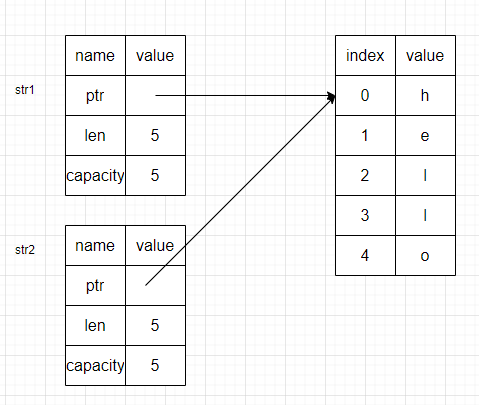 str1
name value
ptr
len 5
capacity 5
str2
name value
ptr
len 5
capacity 5
index value
0 h
1 e
2 l
3 l
4 o